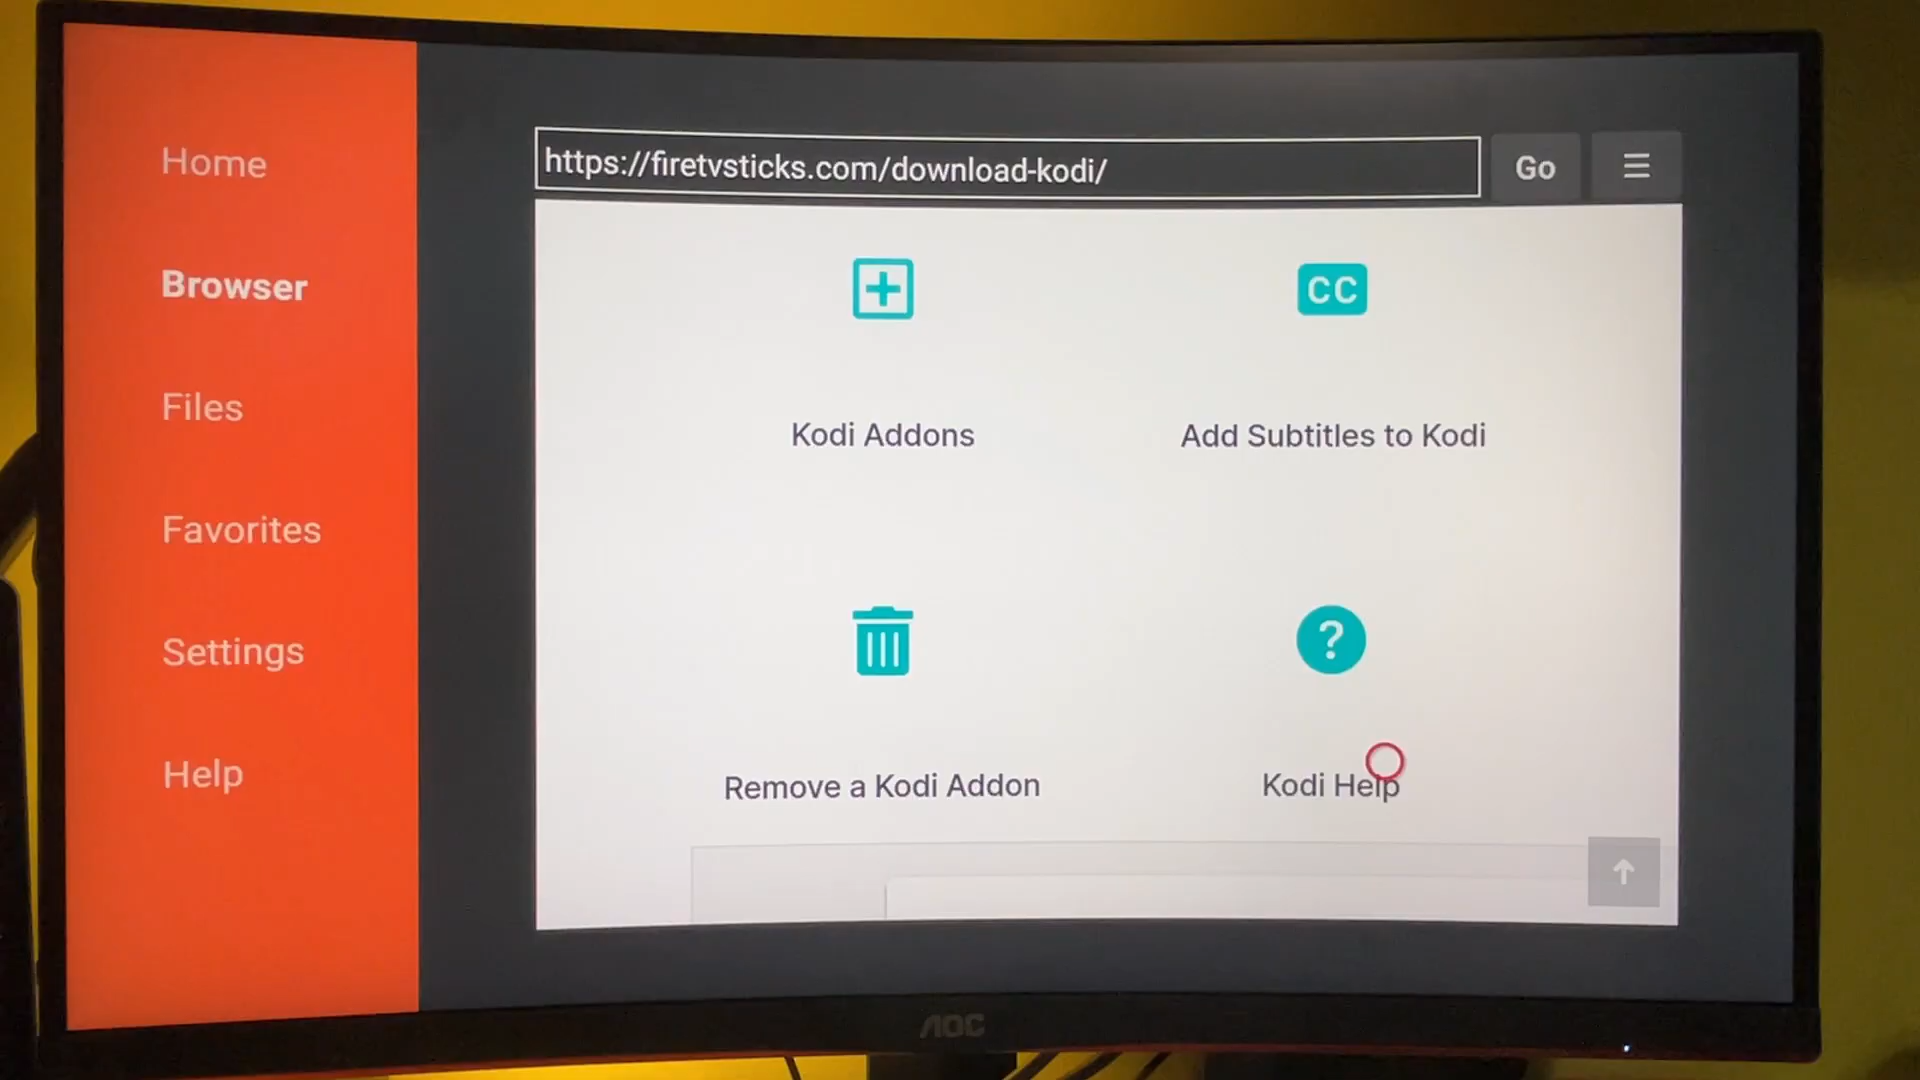 Home
Browser
Files
Favorites
Settings
Help
https://firetvsticks.com/download-kodi/
Go
CC
Kodi Addons
Add Subtitles to Kodi
?
Remove a Kodi Addon
Kodi Help
AOC